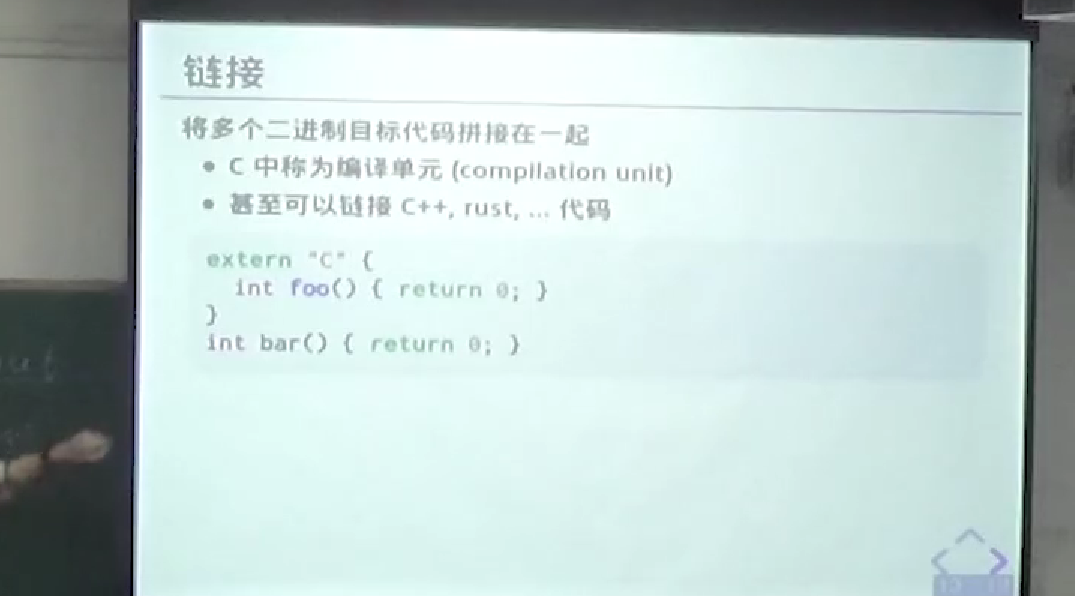 链接
将多个二进制目标代码拼接在一起
• C 中称为编译单元 (compilation unit)
• 甚至可以链接 C++, rust, ... 代码
extern "C" {
  int foo() { return 0; }
}
int bar() { return 0; }